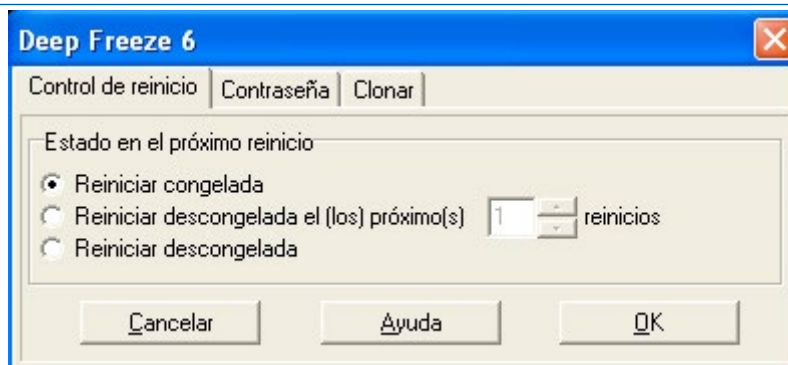 Deep Freeze 6
Control de reinicio Contraseña Clonar
Estado en el próximo reinicio
Reiniciar congelada
Reiniciar descongelada el (los) próximo(s) 1 reinicios
Reiniciar descongelada
Cancelar Ayuda OK